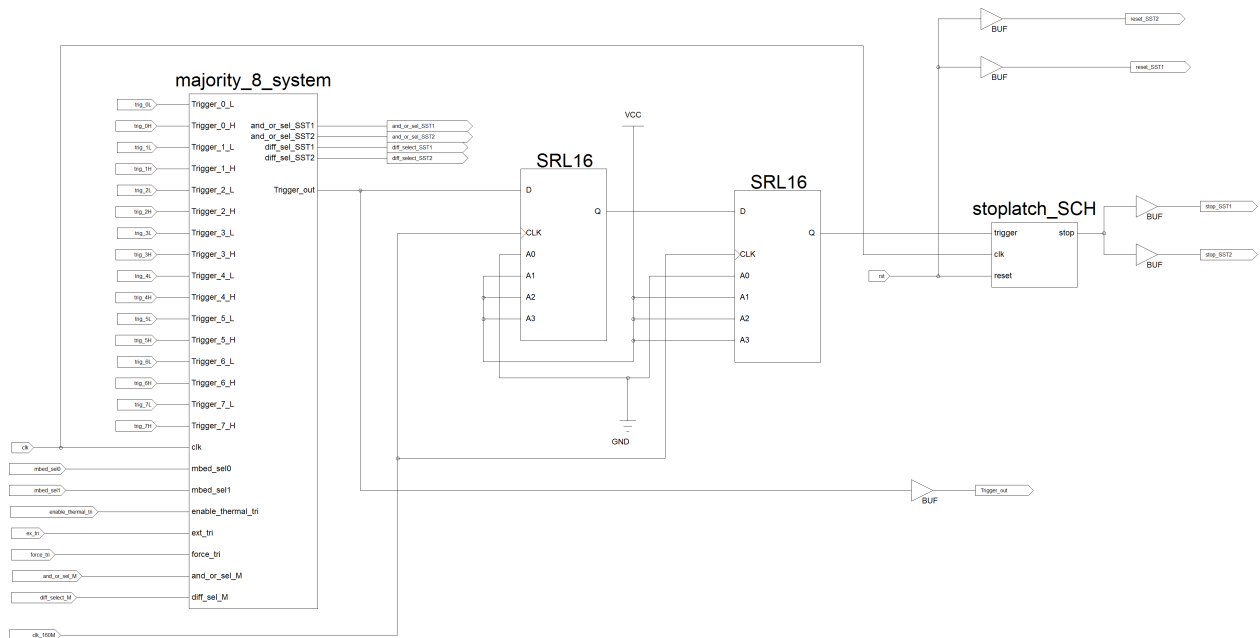 reset_SST2
BUF
majority_8_system
reset_SST1
BUF
trig_0L
Trigger_0_L
VCC
trig_0H
Trigger_0_H
and_or_sel_SST1
and_or_sel_SST1
and_or_sel_SST2
and_or_sel_SST2
trig_1L
Trigger_1_L
diff_sel_SST1
diff_select_SST1
diff_sel_SST2
diff_select_SST2
SRL16
trig_1H
Trigger_1_H
SRL16
trig_2L
Trigger_2_L
Trigger_out
D
stoplatch_SCH
stop_SST1
BUF
trig_2H
Trigger_2_H
Q
D
trig_3L
Trigger_3_L
CLK
Q
trigger
stop
trig_3H
Trigger_3_H
A0
CLK
clk
stop_SST2
BUF
trig_4L
Trigger_4_L
A1
A0
rst
reset
trig_4H
Trigger_4_H
A2
A1
trig_5L
Trigger_5_L
A3
A2
trig_5H
Trigger_5_H
A3
trig_6L
Trigger_6_L
trig_6H
Trigger_6_H
trig_7L
Trigger_7_L
trig_7H
Trigger_7_H
GND
clk
clk
mbed_sel0
mbed_sel0
mbed_sel1
mbed_sel1
Trigger_out
BUF
enable_thermal_tri
enable_thermal_tri
ex_tri
ext_tri
force_tri
force_tri
and_or_sel_M
and_or_sel_M
diff_select_M
diff_sel_M
clk_160M